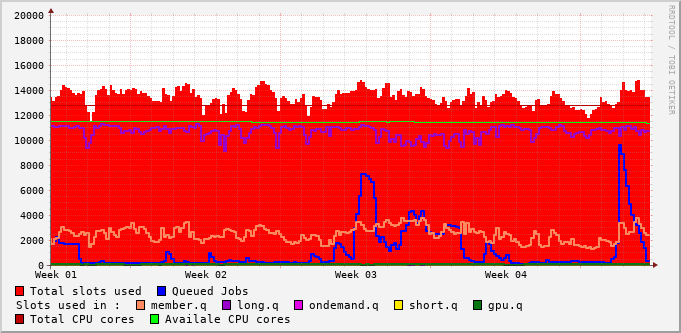 20000
18000
16000
14000
12000
10000
8000
6000
4000
2000
0
Week 01 Week 02 Week 03 Week 04
Total slots used Queued Jobs
Slots used in : member.q long.q ondemand.q short.q gpu.q
Total CPU cores Availale CPU cores
RRDTOOL / TOBI OETIKER